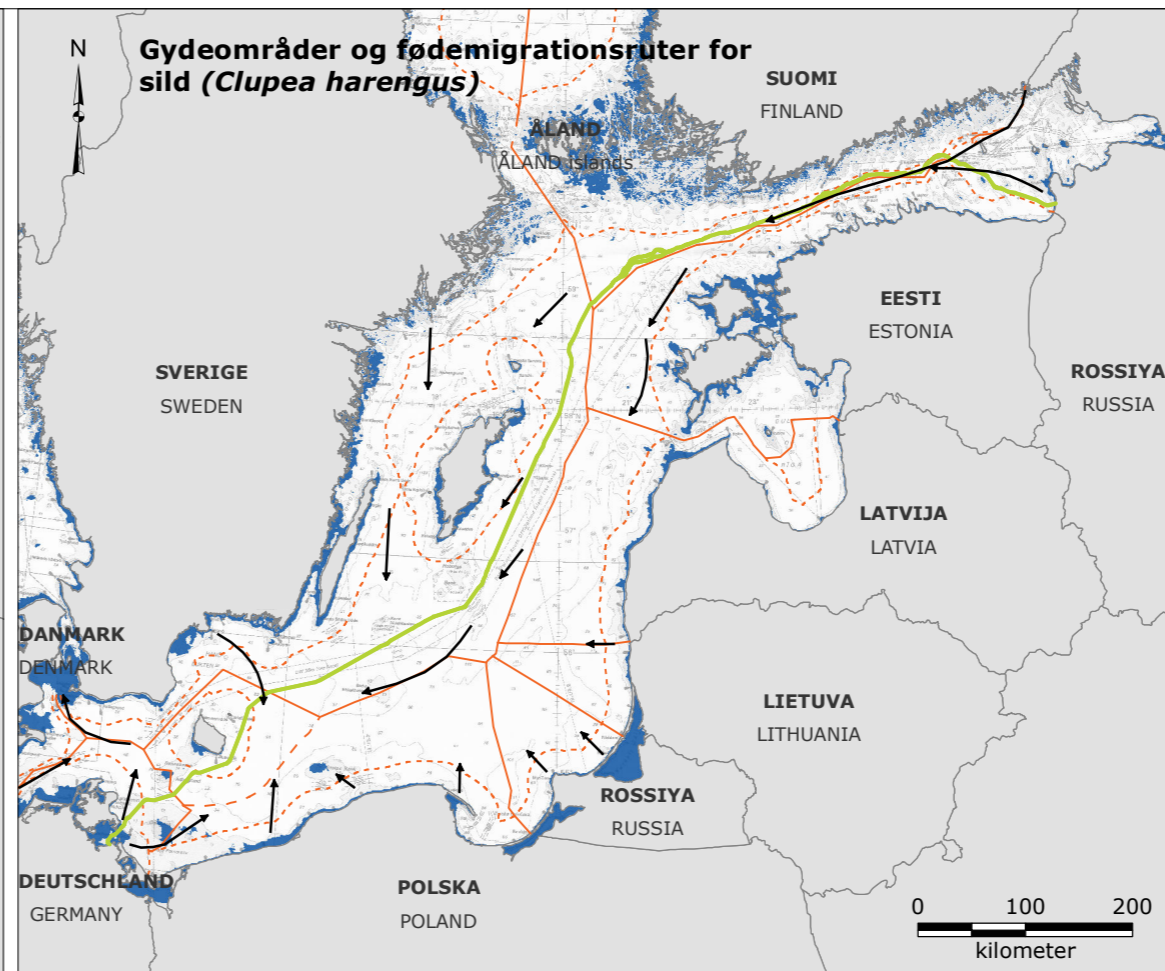 N
Gydeområder og fødemigrationsruter for
sild (Clupea harengus)
SUOMI
FINLAND
ÅLAND
ÅLAND islands
EESTI
ESTONIA
SVERIGE
SWEDEN
ROSSIYA
RUSSIA
LATVIJA
LATVIA
DANMARK
DENMARK
LIETUVA
LITHUANIA
ROSSIYA
RUSSIA
DEUTSCHLAND
GERMANY
POLSKA
POLAND
0 100 200
kilometer